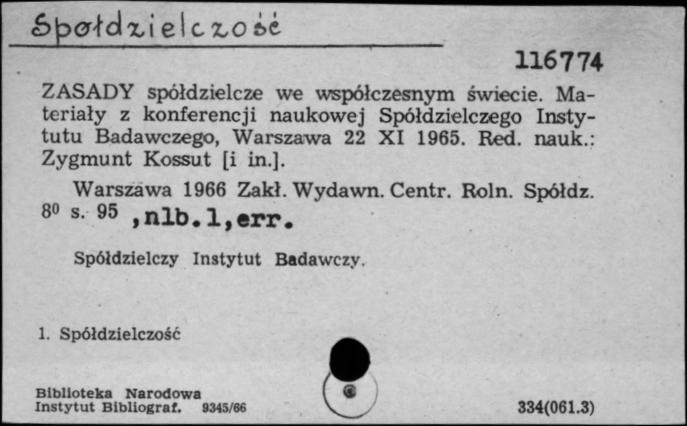 Spółdzielczość
116774
ZASADY spółdzielcze we współczesnym świecie. Ma-
teriały z konferencji naukowej Spółdzielczego Insty-
tutu Badawczego, Warszawa 22 XI 1965. Red. nauk.:
Zygmunt Kossut [i in.].
Warszawa 1966 Zakł. Wydawn. Centr. Roln. Spółdz.
8⁰ s. 95 ,nlb.1,err.
Spółdzielczy Instytut Badawczy.
1. Spółdzielczość
Biblioteka Narodowa
Instytut Bibliograf. 9345/66
334(061.3)